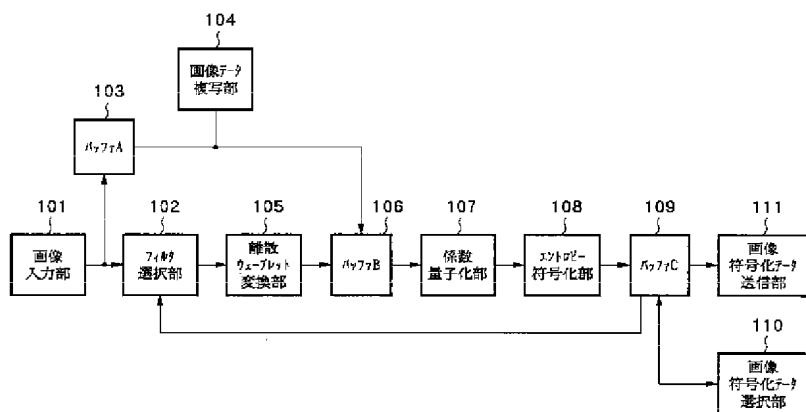 104
画像データ
複写部
103
バッファA
101
画像
入力部
102
フィルタ
選択部
105
離散
ウェーブレット
変換部
106
バッファB
107
係数
量子化部
108
エントロピー
符号化部
109
バッファC
111
画像
符号化データ
送信部
110
画像
符号化データ
選択部